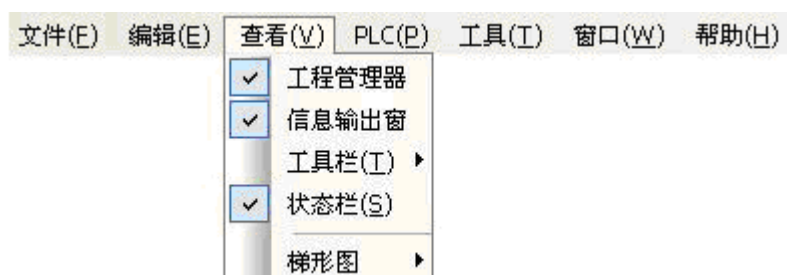 文件(F) 编辑(E) 查看(V) PLC(P) 工具(T) 窗口(W) 帮助(H)
工程管理器
信息输出窗
工具栏(T)
状态栏(S)
梯形图